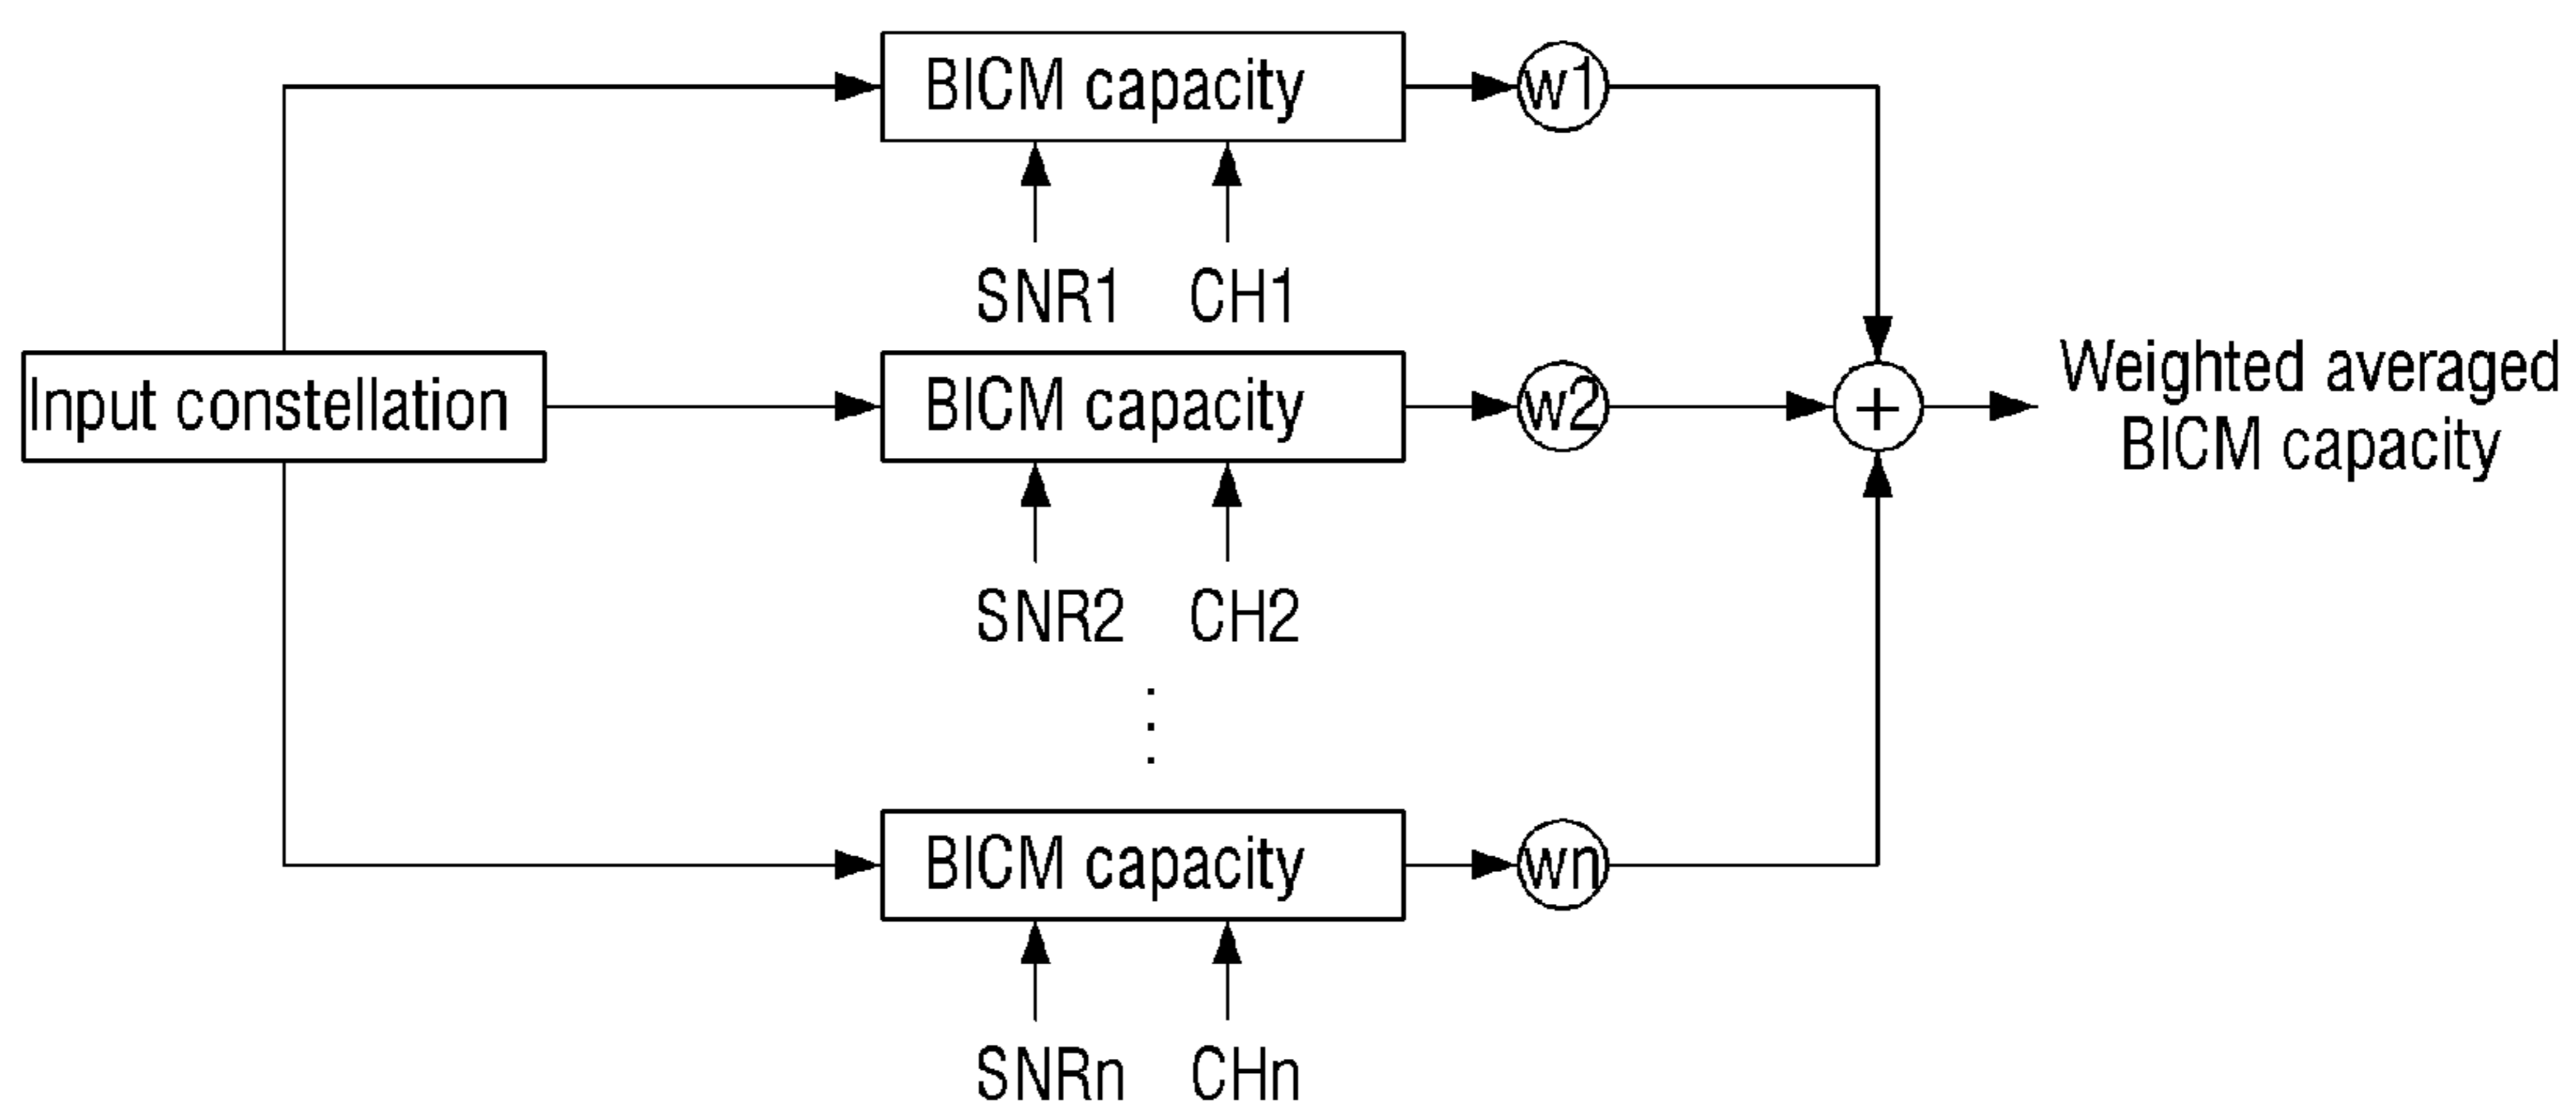 BICM capacity
w1
SNR1 CH1
Input constellation
BICM capacity
w2
+
Weighted averaged
BICM capacity
SNR2 CH2
BICM capacity
wn
SNRn CHn